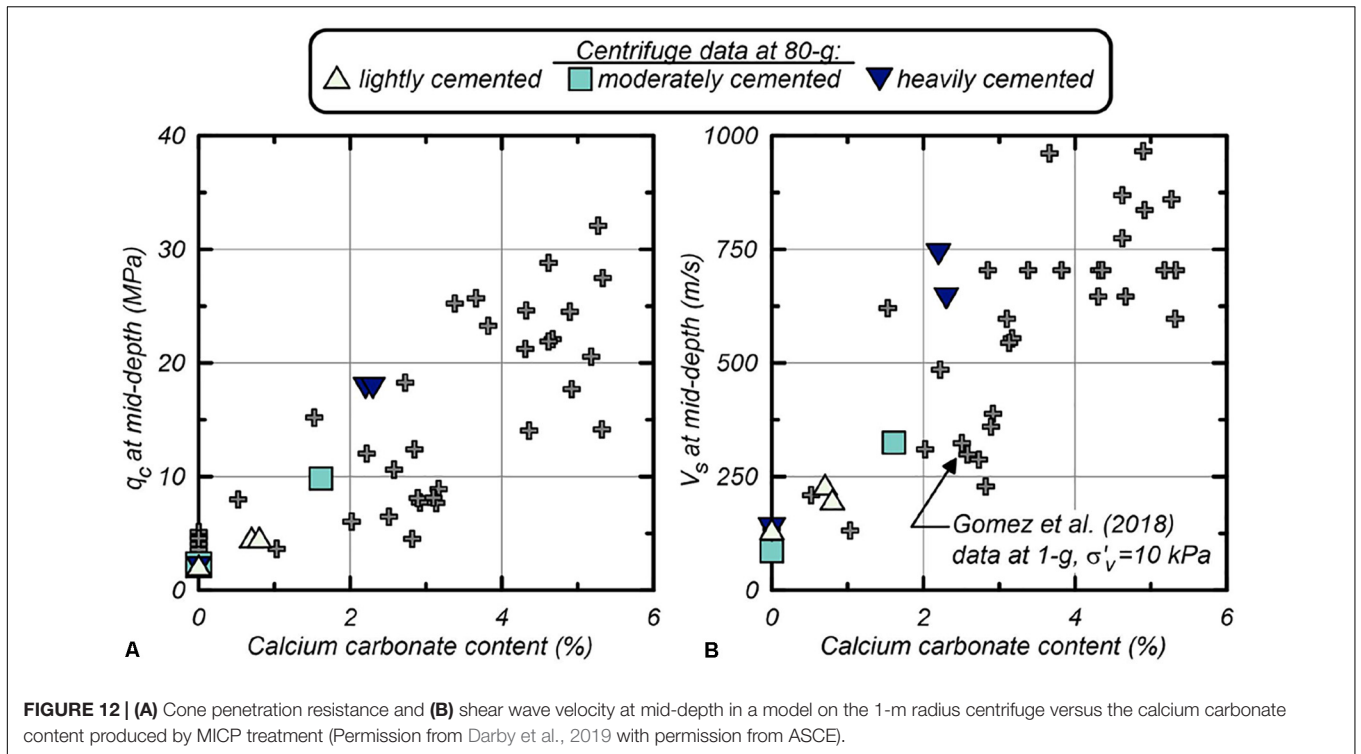 Centrifuge data at 80-g:
lightly cemented moderately cemented heavily cemented
40
30
20
10
0
q_c at mid-depth (MPa)
0 2 4 6
Calcium carbonate content (%)
A
1000
750
500
250
0
V_s at mid-depth (m/s)
Gomez et al. (2018)
data at 1-g, σ'_v=10 kPa
0 2 4 6
Calcium carbonate content (%)
B
FIGURE 12 | (A) Cone penetration resistance and (B) shear wave velocity at mid-depth in a model on the 1-m radius centrifuge versus the calcium carbonate
content produced by MICP treatment (Permission from Darby et al., 2019 with permission from ASCE).